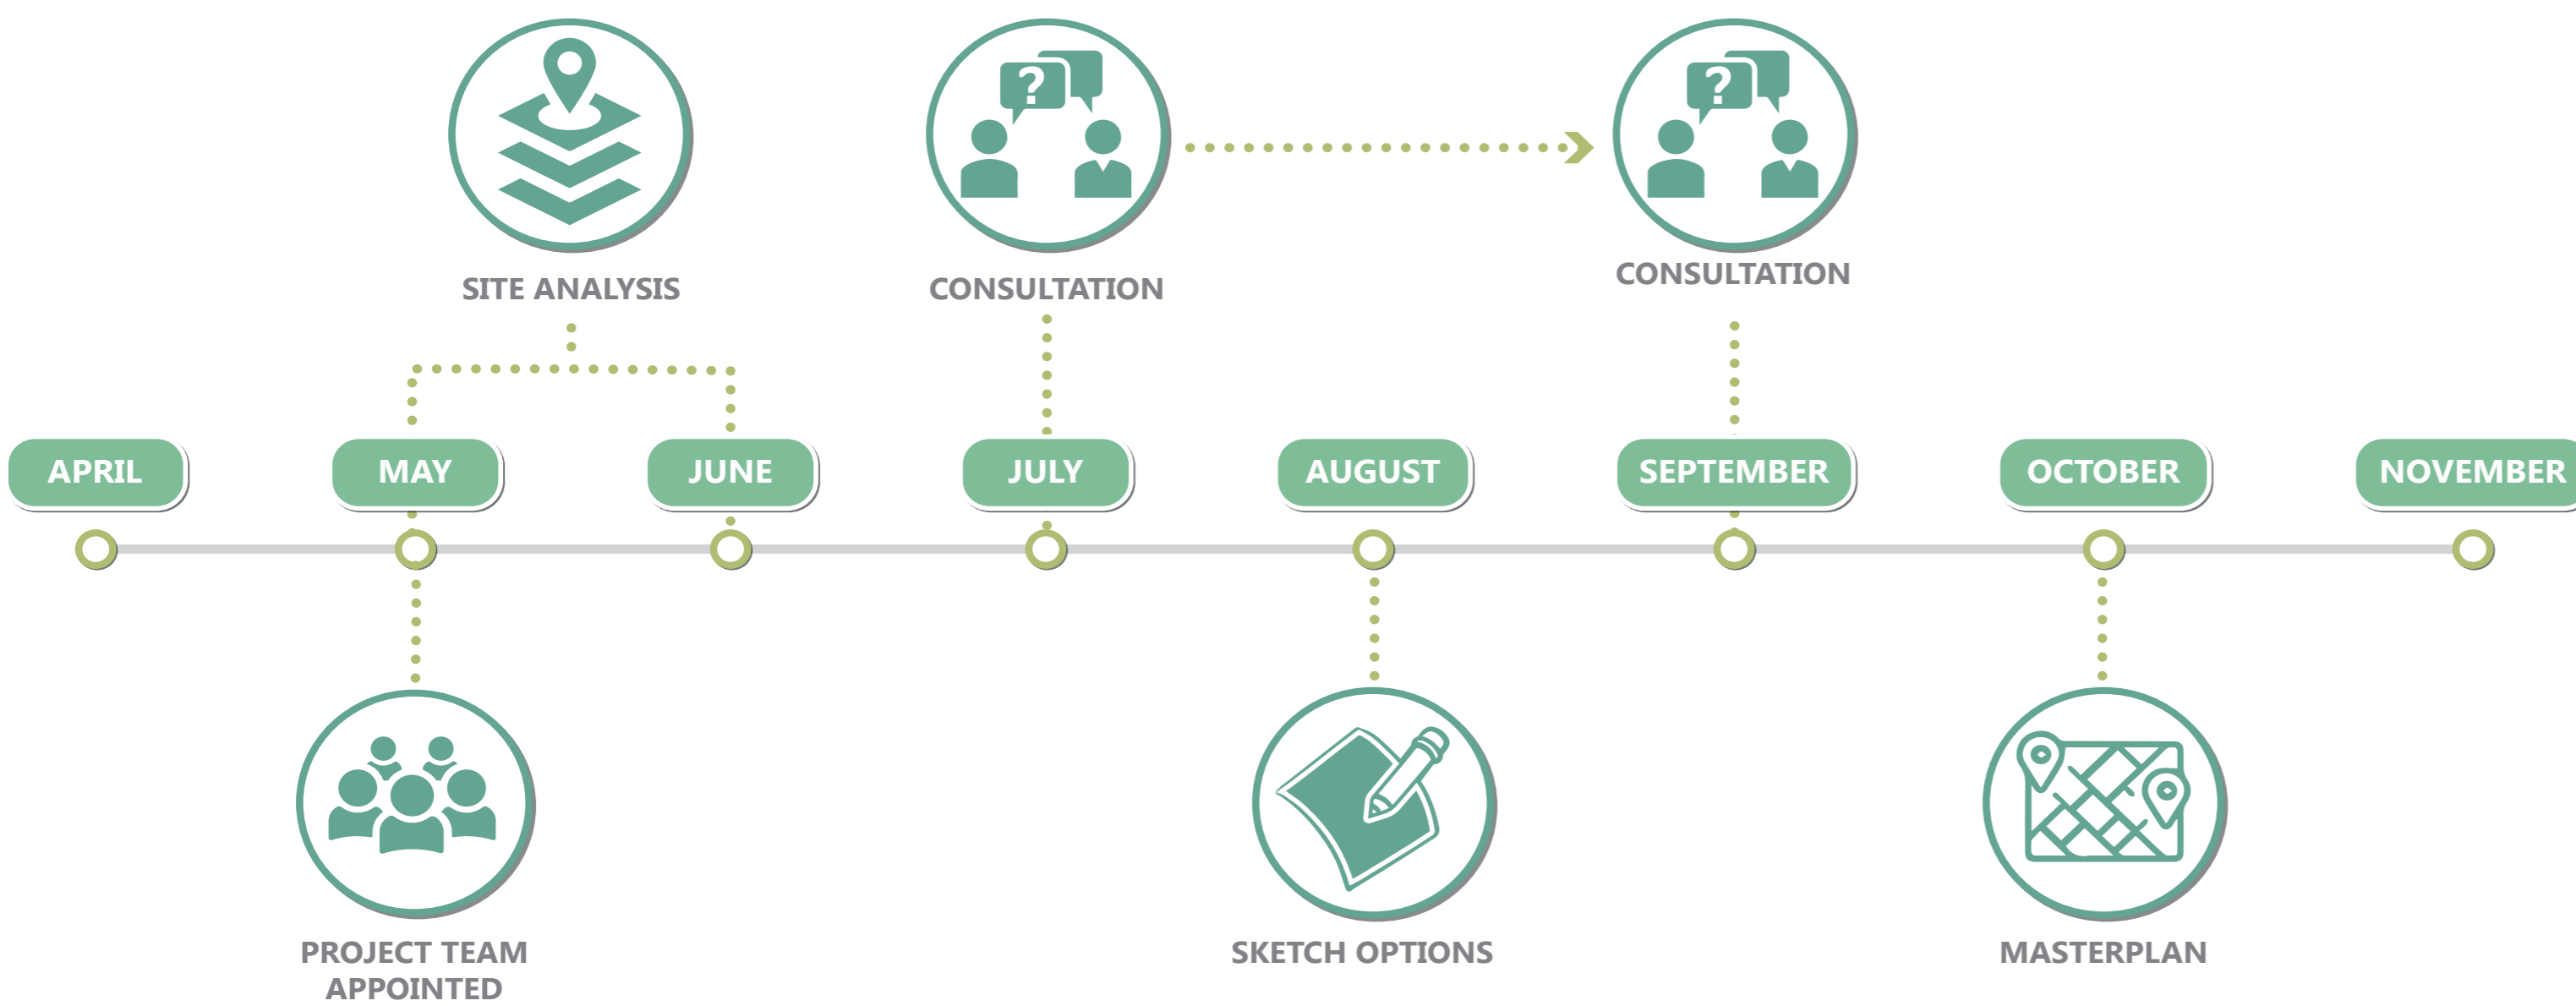 ?
?
SITE ANALYSIS
CONSULTATION
CONSULTATION
APRIL
MAY
JUNE
JULY
AUGUST
SEPTEMBER
OCTOBER
NOVEMBER
PROJECT TEAM
APPOINTED
SKETCH OPTIONS
MASTERPLAN